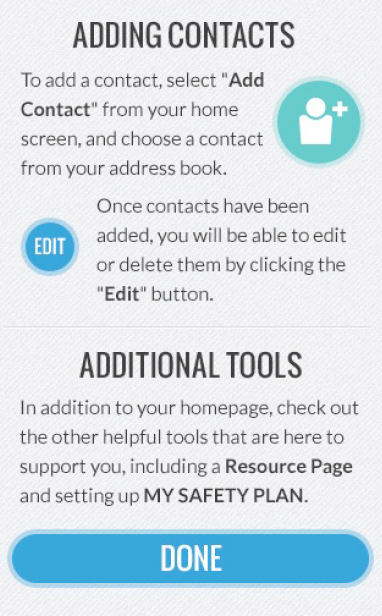 ADDING CONTACTS
To add a contact, select "Add
Contact" from your home
screen, and choose a contact
from your address book.
Once contacts have been
added, you will be able to edit
or delete them by clicking the
"Edit" button.
EDIT
ADDITIONAL TOOLS
In addition to your homepage, check out
the other helpful tools that are here to
support you, including a Resource Page
and setting up MY SAFETY PLAN.
DONE